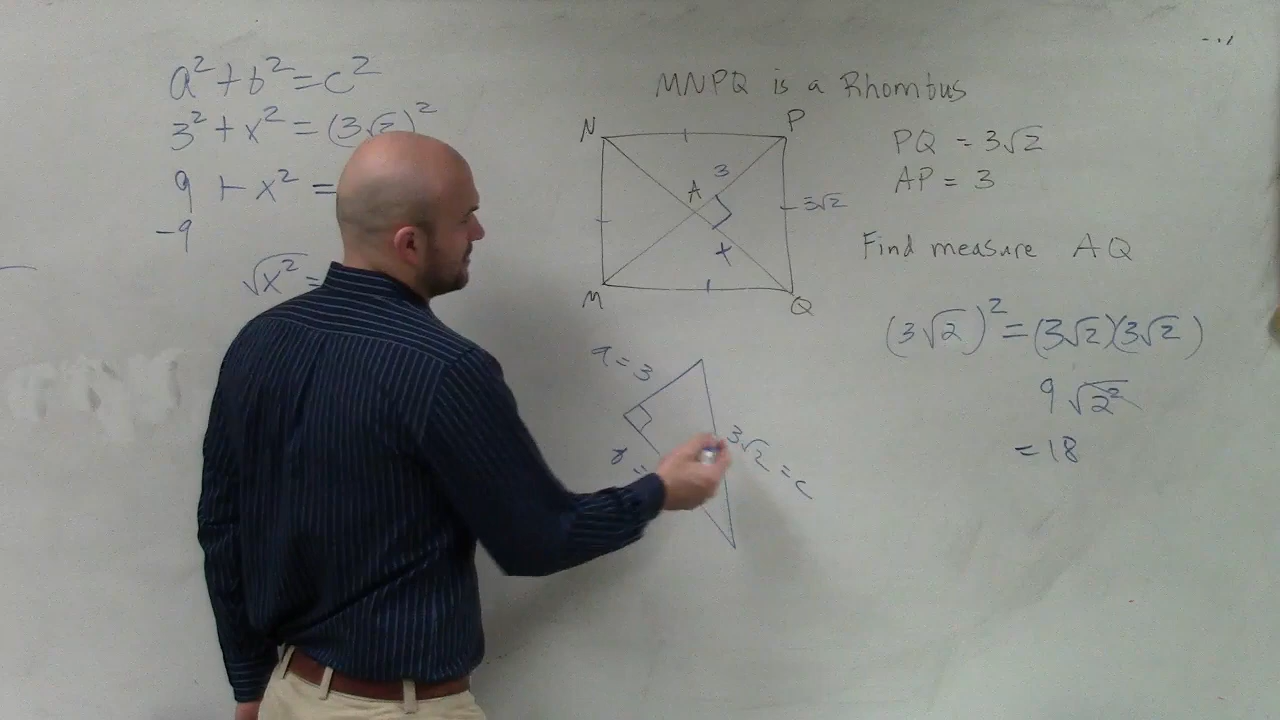 a² + b² = c²
3² + x² = (3√2)²
9 + x² =
-9
√x² =
MNPQ is a Rhombus
PQ = 3√2
AP = 3
Find measure AQ
N
P
3
A
3√2
x
M
Q
(3√2)² = (3√2)(3√2)
9√2²
= 18
a = 3
3√2 = c
x =